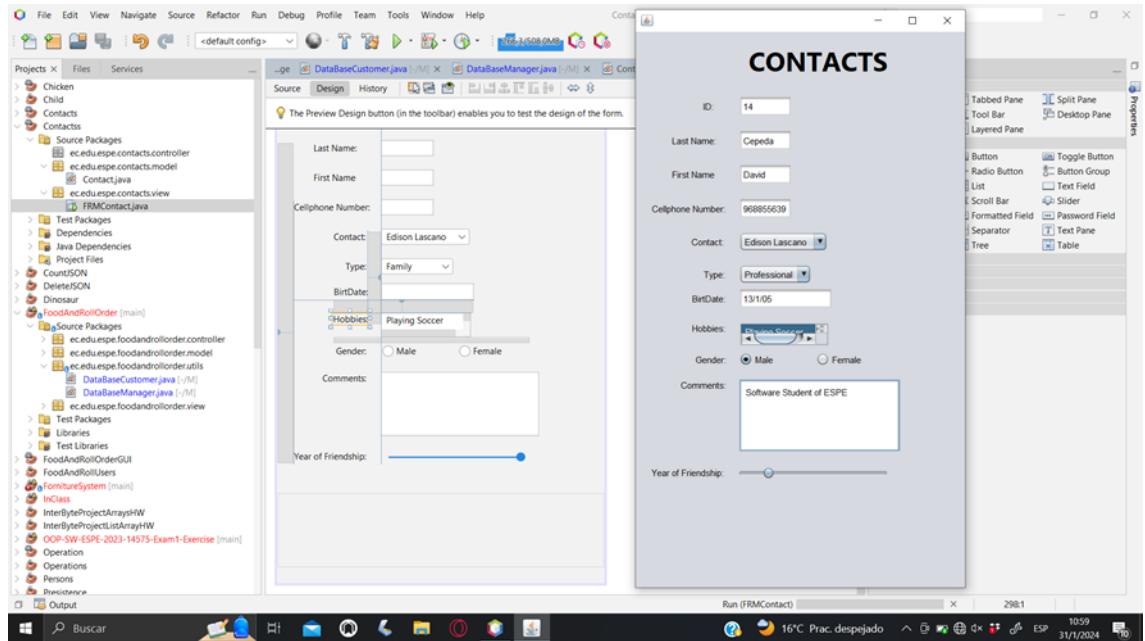 File Edit View Navigate Source Refactor Run Debug Profile Team Tools Window Help
<default config>
266.3/508.0MB
Projects Files Services
Chicken
Child
Contacts
Contactss
Source Packages
ec.edu.espe.contacts.controller
ec.edu.espe.contacts.model
Contact.java
ec.edu.espe.contacts.view
FRMContact.java
Test Packages
Dependencies
Java Dependencies
Project Files
CountJSON
DeleteJSON
Dinosaur
FoodAndRollOrder [main]
Source Packages
ec.edu.espe.foodandrollorder.controller
ec.edu.espe.foodandrollorder.model
ec.edu.espe.foodandrollorder.utils
DataBaseCustomer.java [-/M]
DataBaseManager.java [-/M]
ec.edu.espe.foodandrollorder.view
Test Packages
Libraries
Test Libraries
FoodAndRollOrderGUI
FoodAndRollUsers
FornitureSystem [main]
InClass
InterByteProjectArraysHW
InterByteProjectListArrayHW
OOP-SW-ESPE-2023-14575-Exam1-Exercise [main]
Operation
Operations
Persons
Presistence
Output
...ge DataBaseCustomer.java [-/M] DataBaseManager.java [-/M] Cont
Source Design History
The Preview Design button (in the toolbar) enables you to test the design of the form.
Last Name:
First Name
Cellphone Number:
Contact: Edison Lascano
Type: Family
BirtDate:
Hobbies: Playing Soccer
Gender: Male Female
Comments:
Year of Friendship:
Conta
CONTACTS
ID: 14
Last Name: Cepeda
First Name David
Cellphone Number: 968855639
Contact: Edison Lascano
Type: Professional
BirtDate: 13/1/05
Hobbies: Playing Soccer
Gender: Male Female
Comments:
Software Student of ESPE
Year of Friendship:
Tabbed Pane Split Pane
Tool Bar Desktop Pane
Layered Pane
Button Toggle Button
Radio Button Button Group
List Text Field
Scroll Bar Slider
Formatted Field Password Field
Separator Text Pane
Tree Table
Properties
Run (FRMContact) 298:1
Buscar
16°C Prac. despejado ESP 10:59
31/1/2024